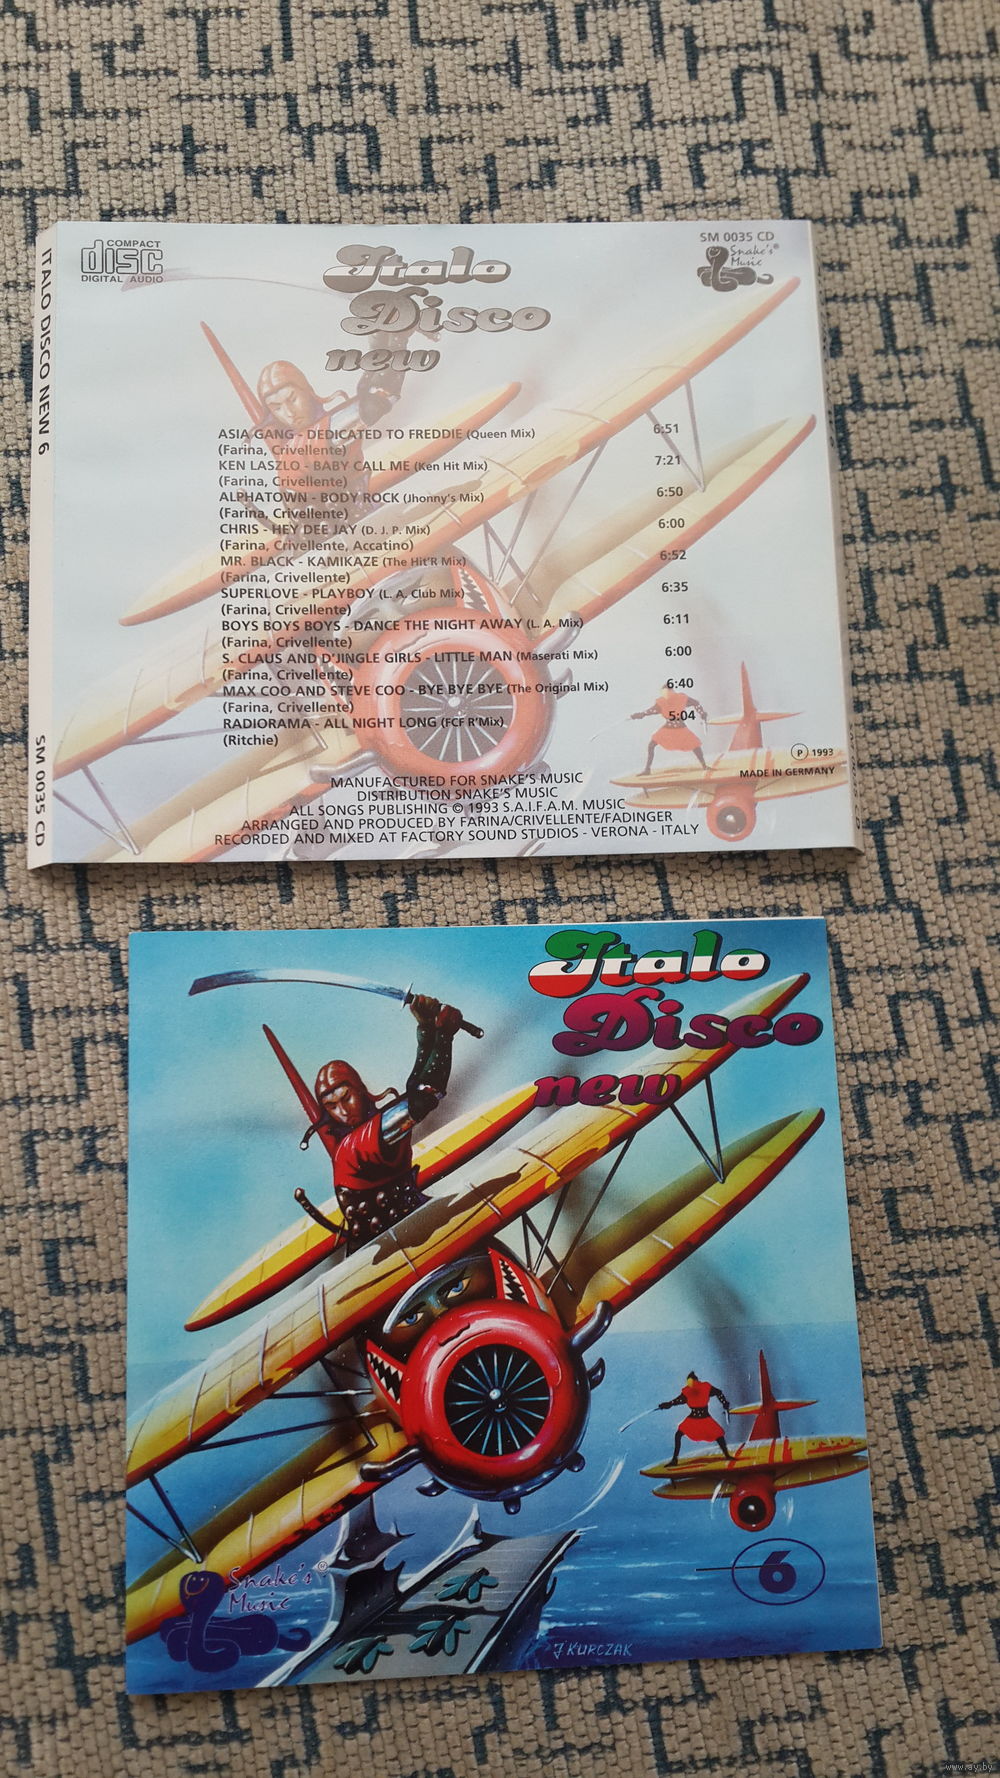 ITALO DISCO NEW 6
SM 0035 CD
COMPACT
disc
DIGITAL AUDIO
Italo
Disco
new
SM 0035 CD
Snake's®
Music
ASIA GANG - DEDICATED TO FREDDIE (Queen Mix) 6:51
(Farina, Crivellente)
KEN LASZLO - BABY CALL ME (Ken Hit Mix) 7:21
(Farina, Crivellente)
ALPHATOWN - BODY ROCK (Jhonny's Mix) 6:50
(Farina, Crivellente)
CHRIS - HEY DEE JAY (D. J. P. Mix) 6:00
(Farina, Crivellente, Accatino)
MR. BLACK - KAMIKAZE (The Hit'R Mix) 6:52
(Farina, Crivellente)
SUPERLOVE - PLAYBOY (L. A. Club Mix) 6:35
(Farina, Crivellente)
BOYS BOYS BOYS - DANCE THE NIGHT AWAY (L. A. Mix) 6:11
(Farina, Crivellente)
S. CLAUS AND D'JINGLE GIRLS - LITTLE MAN (Maserati Mix) 6:00
(Farina, Crivellente)
MAX COO AND STEVE COO - BYE BYE BYE (The Original Mix) 6:40
(Farina, Crivellente)
RADIORAMA - ALL NIGHT LONG (FCF R'Mix) 5:04
(Ritchie)
℗ 1993
MADE IN GERMANY
MANUFACTURED FOR SNAKE'S MUSIC
DISTRIBUTION SNAKE'S MUSIC
ALL SONGS PUBLISHING © 1993 S.A.I.F.A.M. MUSIC
ARRANGED AND PRODUCED BY FARINA/CRIVELLENTE/FADINGER
RECORDED AND MIXED AT FACTORY SOUND STUDIOS - VERONA - ITALY
Italo
Disco
new
6
Snake's®
Music
J KURCZAK
www.ay.by